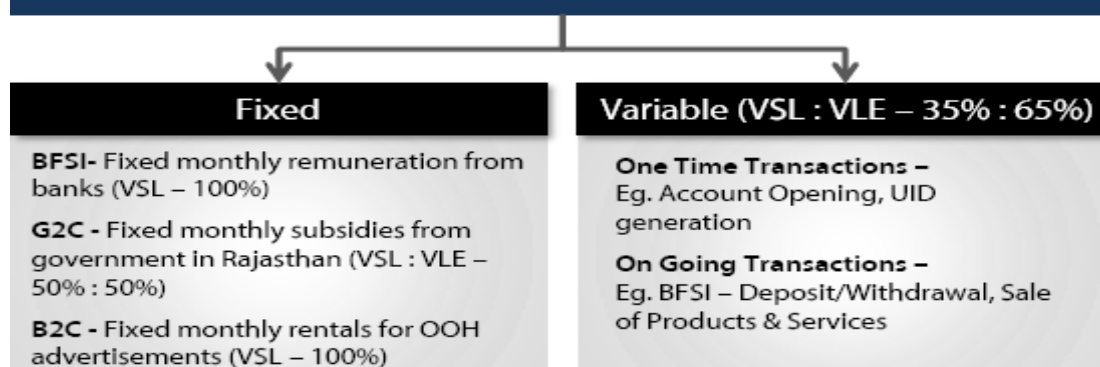 Fixed
BFSI- Fixed monthly remuneration from
banks (VSL – 100%)
G2C - Fixed monthly subsidies from
government in Rajasthan (VSL : VLE –
50% : 50%)
B2C - Fixed monthly rentals for OOH
advertisements (VSL – 100%)
Variable (VSL : VLE – 35% : 65%)
One Time Transactions –
Eg. Account Opening, UID
generation
On Going Transactions –
Eg. BFSI – Deposit/Withdrawal, Sale
of Products & Services